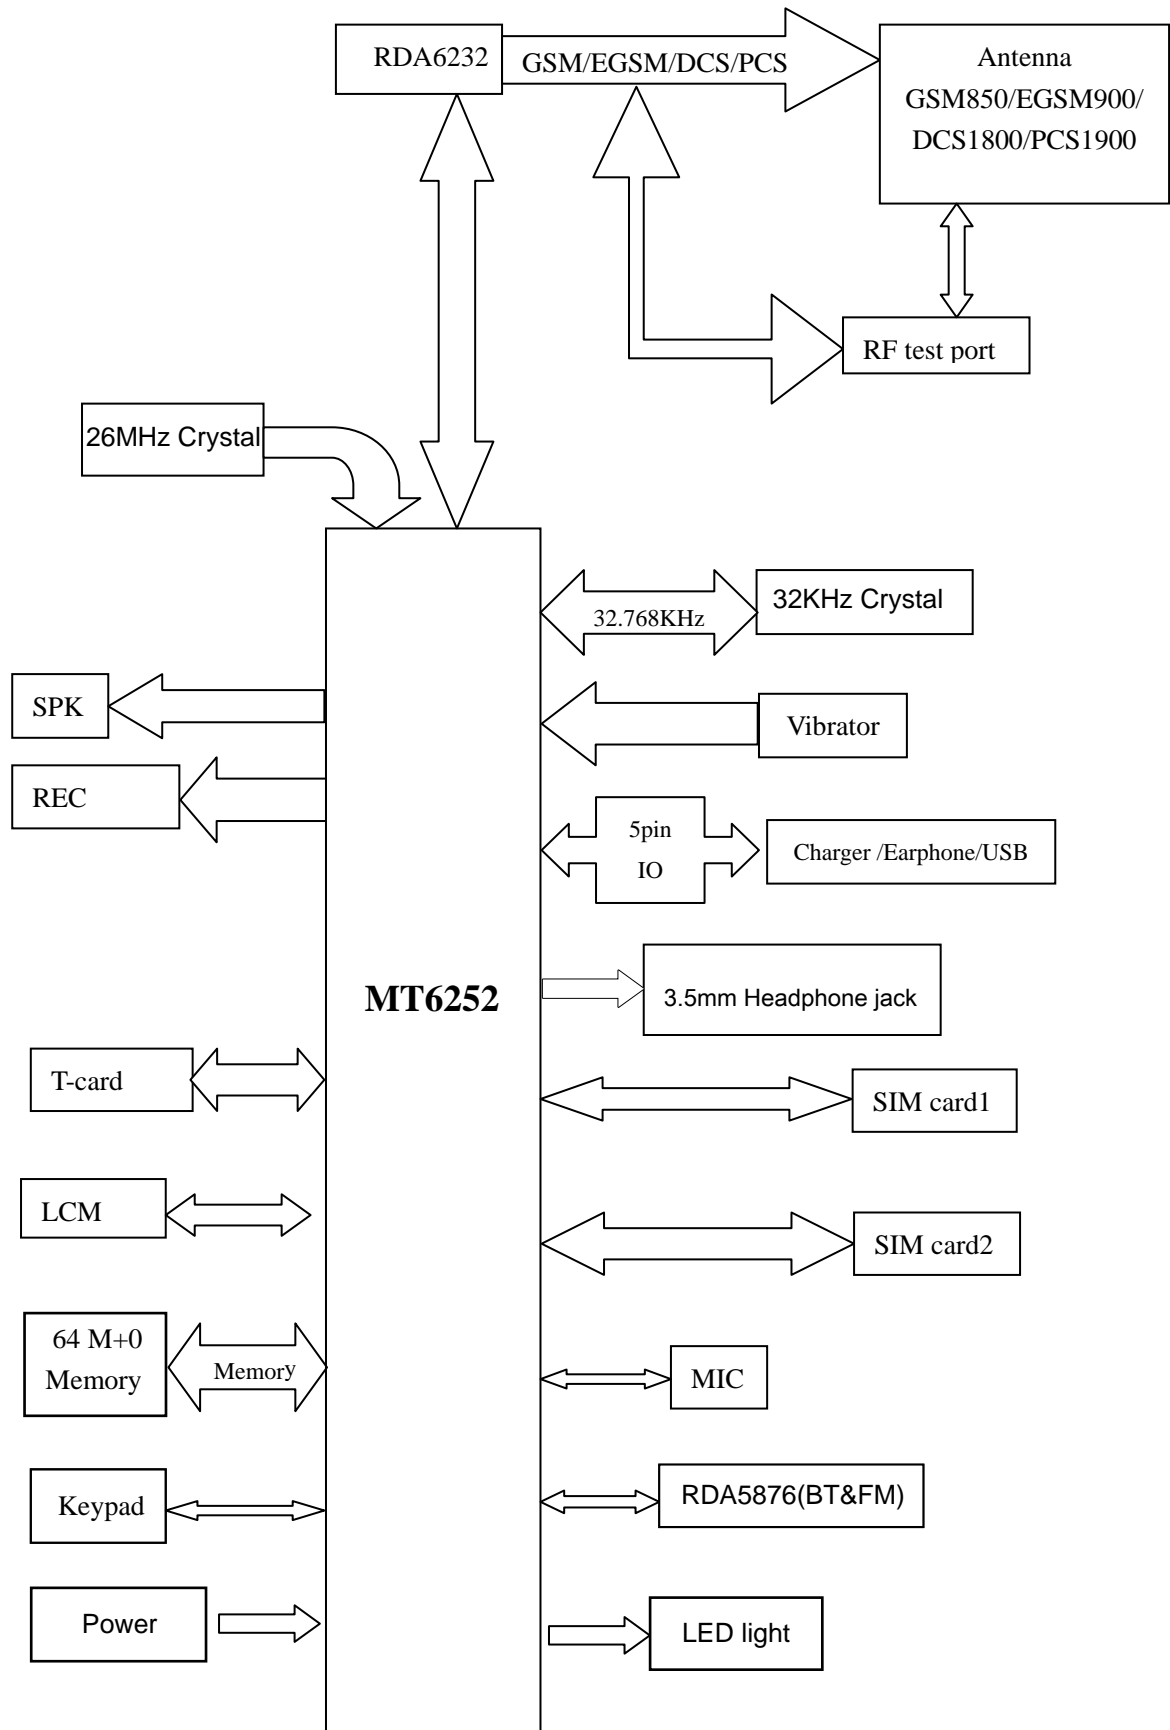 RDA6232
GSM/EGSM/DCS/PCS
Antenna
GSM850/EGSM900/
DCS1800/PCS1900
RF test port
26MHz Crystal
32.768KHz
32KHz Crystal
SPK
Vibrator
REC
5pin
IO
Charger /Earphone/USB
MT6252
3.5mm Headphone jack
T-card
SIM card1
LCM
SIM card2
64 M+0
Memory
Memory
MIC
Keypad
RDA5876(BT&FM)
Power
LED light